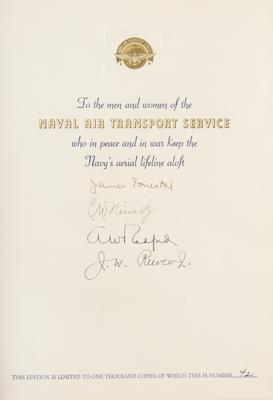 To the men and women of the
NAVAL AIR TRANSPORT SERVICE
who in peace and in war keep the
Navy's aerial lifeline aloft
James Forrestal
J. W. Reeves Jr.
THIS EDITION IS LIMITED TO ONE THOUSAND COPIES OF WHICH THIS IS NUMBER 42